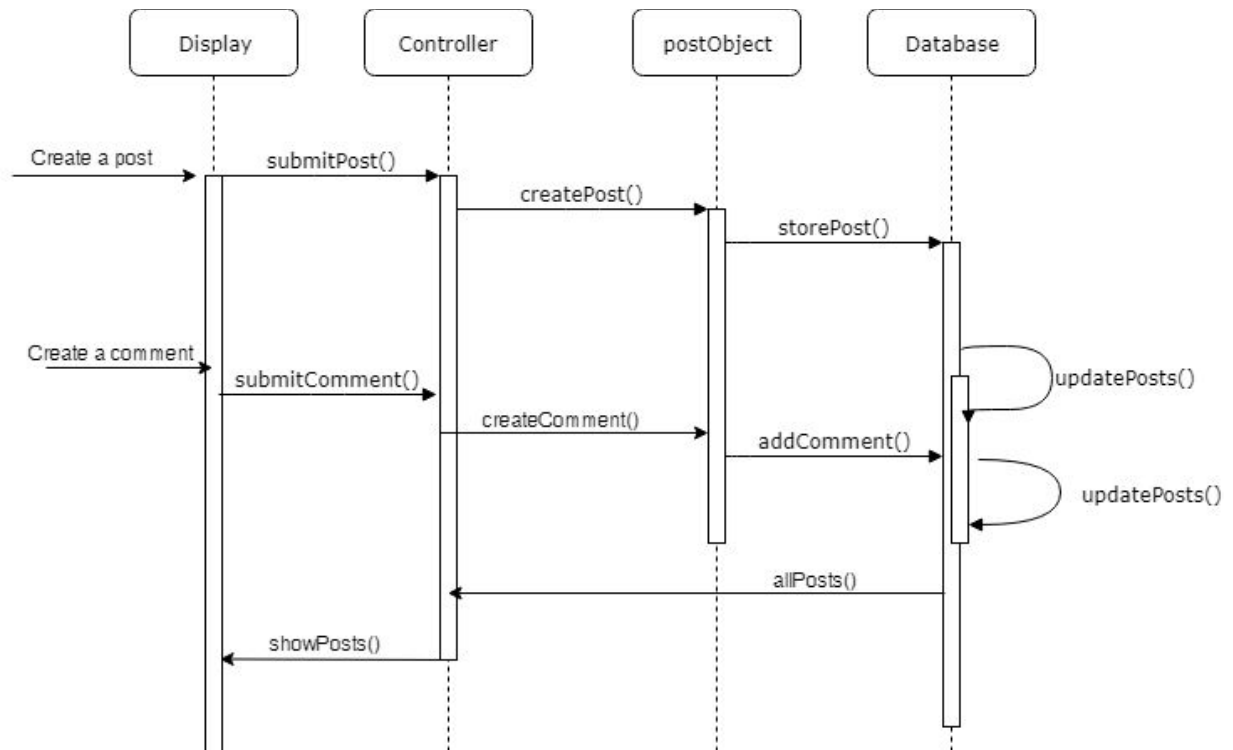 Display
Controller
postObject
Database
Create a post
submitPost()
createPost()
storePost()
Create a comment
submitComment()
updatePosts()
createComment()
addComment()
updatePosts()
allPosts()
showPosts()